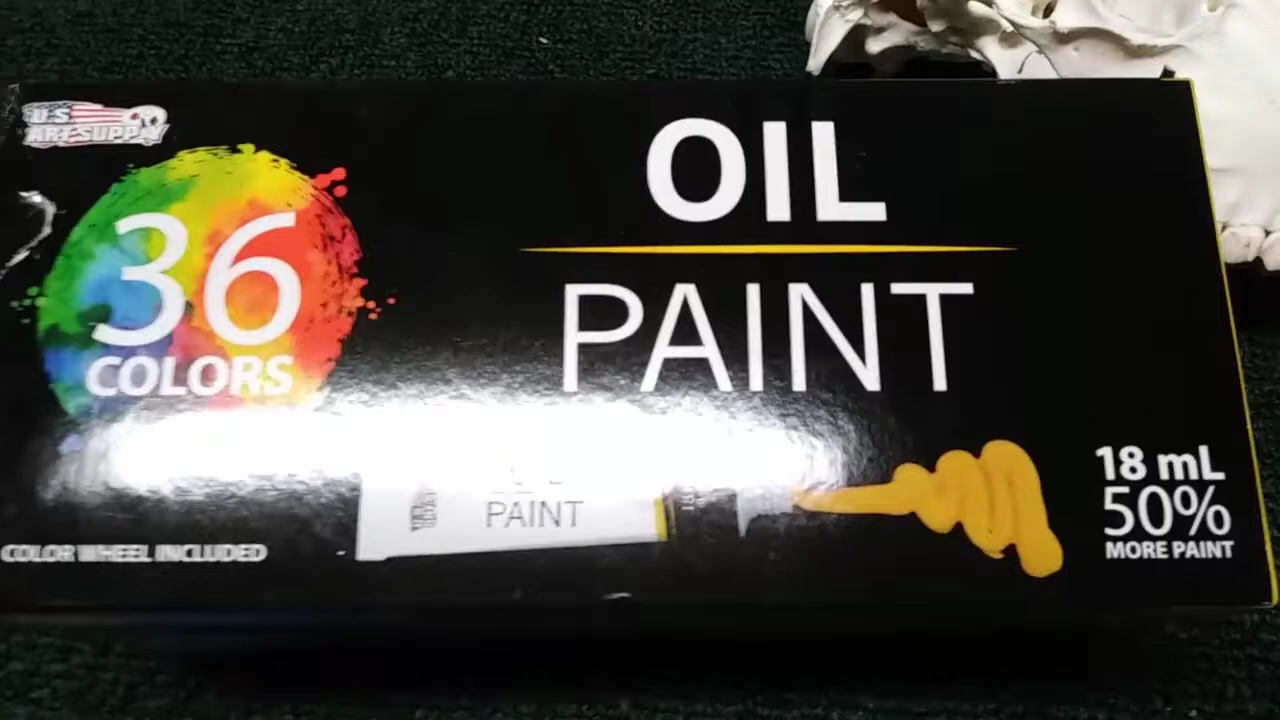 U.S.
ART SUPPLY
36
COLORS
OIL
PAINT
PAINT
18 mL
50%
MORE PAINT
COLOR WHEEL INCLUDED